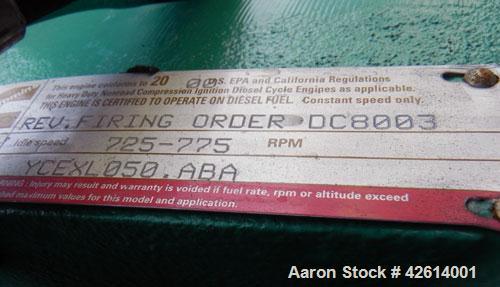 This engine conforms to 20 00 U.S. EPA and California Regulations
for Heavy Duty Nonroad Compression Ignition Diesel Cycle Engines as applicable.
THIS ENGINE IS CERTIFIED TO OPERATE ON DIESEL FUEL. Constant speed only.
REV. FIRING ORDER DC8003
Idle speed 725-775 RPM
YCEXL050.ABA
WARNING: Injury may result and warranty is voided if fuel rate, rpm or altitude exceed
maximum values for this model and application.
Aaron Stock # 42614001